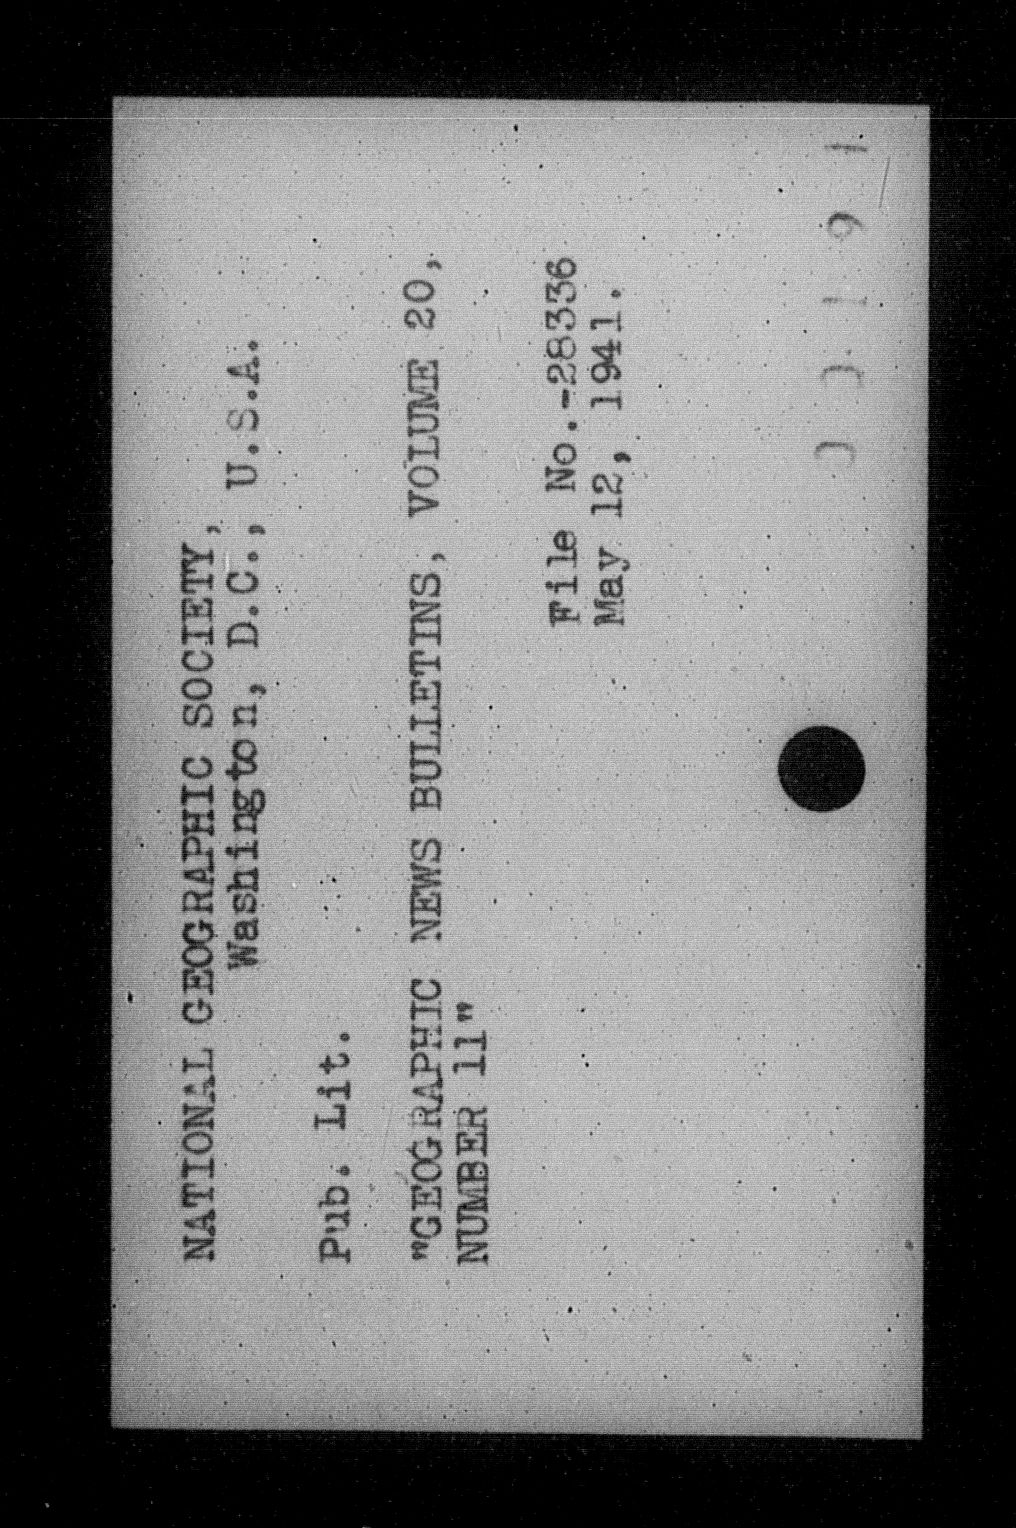 NATIONAL GEOGRAPHIC SOCIETY,
Washington, D.C., U.S.A.
Pub. Lit.
"GEOGRAPHIC NEWS BULLETINS, VOLUME 20,
NUMBER 11"
File No.-28336
May 12, 1941.